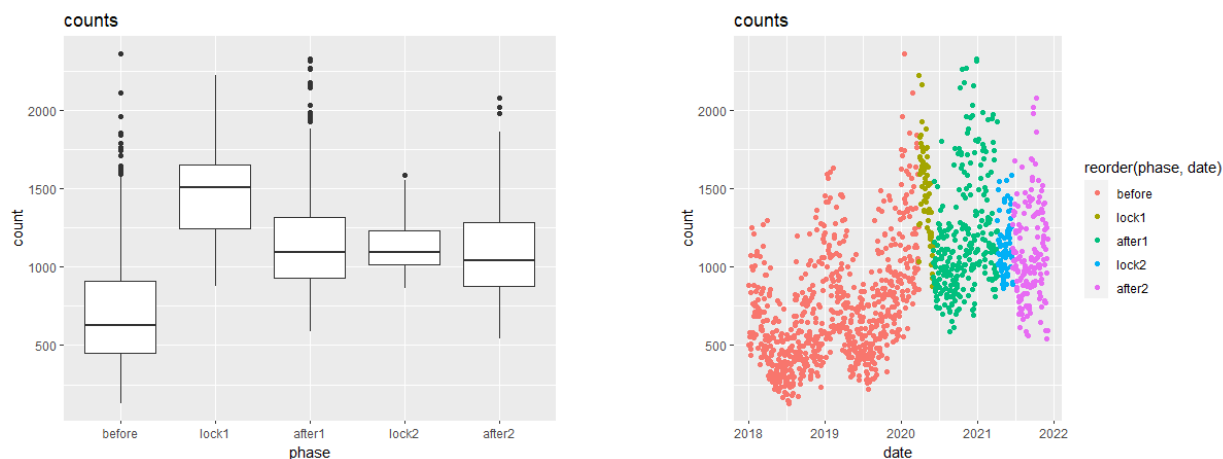 counts
2000
1500
1000
500
count
before lock1 after1 lock2 after2
phase
counts
2000
1500
1000
500
count
2018 2019 2020 2021 2022
date
reorder(phase, date)
before
lock1
after1
lock2
after2